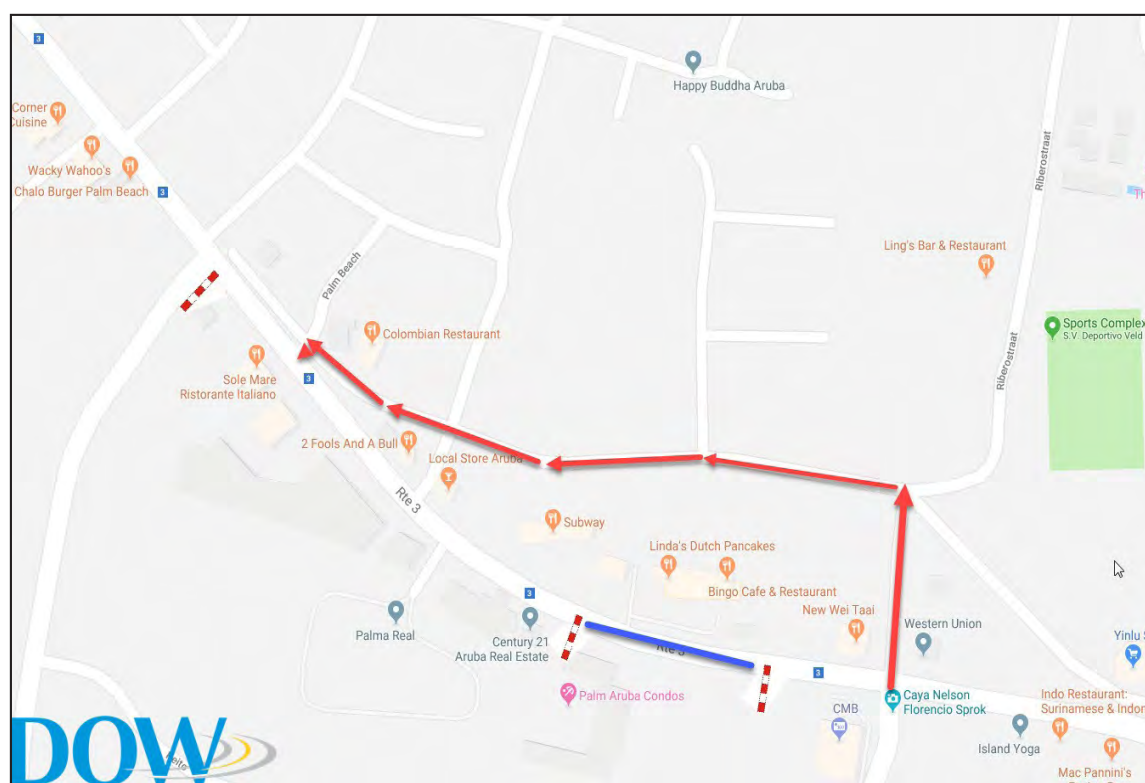 3
Happy Buddha Aruba
Corner
Cuisine
Wacky Wahoo's
Chalo Burger Palm Beach
3
Riberostraat
Ling's Bar & Restaurant
Palm Beach
Sports Complex
S.V. Deportivo Veld
Riberostraat
Colombian Restaurant
Sole Mare
Ristorante Italiano
3
2 Fools And A Bull
Local Store Aruba
Rte 3
Subway
Linda's Dutch Pancakes
Bingo Cafe & Restaurant
3
New Wei Taai
Western Union
Palma Real
Century 21
Aruba Real Estate
Rte 3
Yinlu S
3
Palm Aruba Condos
Caya Nelson
Florencio Sprok
CMB
Indo Restaurant:
Surinamese & Indon
Island Yoga
Mac Pannini's
DOW